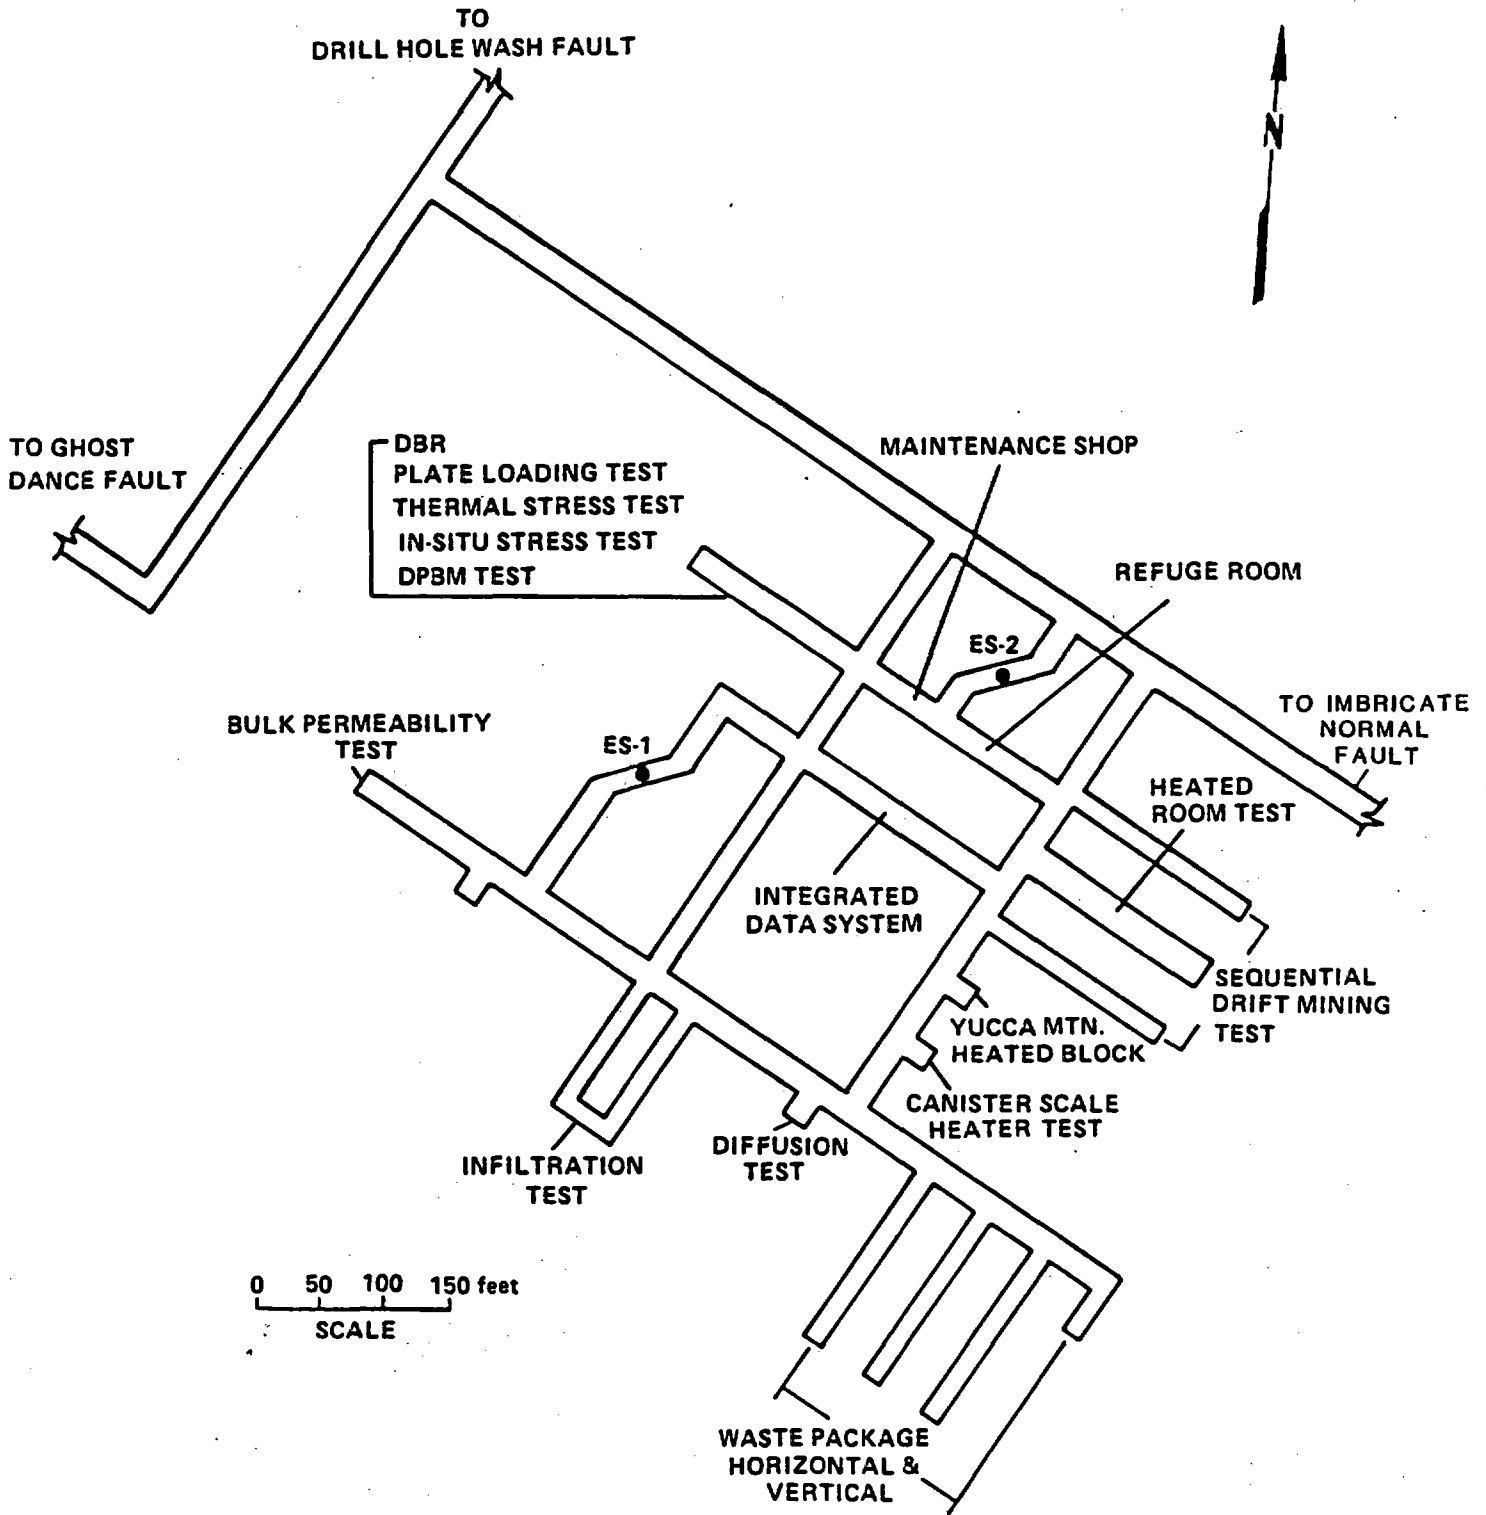 TO
DRILL HOLE WASH FAULT
N
TO GHOST
DANCE FAULT
DBR
PLATE LOADING TEST
THERMAL STRESS TEST
IN-SITU STRESS TEST
DPBM TEST
MAINTENANCE SHOP
REFUGE ROOM
ES-2
TO IMBRICATE
NORMAL
FAULT
BULK PERMEABILITY
TEST
ES-1
HEATED
ROOM TEST
INTEGRATED
DATA SYSTEM
SEQUENTIAL
DRIFT MINING
TEST
YUCCA MTN.
HEATED BLOCK
CANISTER SCALE
HEATER TEST
DIFFUSION
TEST
INFILTRATION
TEST
0 50 100 150 feet
SCALE
WASTE PACKAGE
HORIZONTAL &
VERTICAL